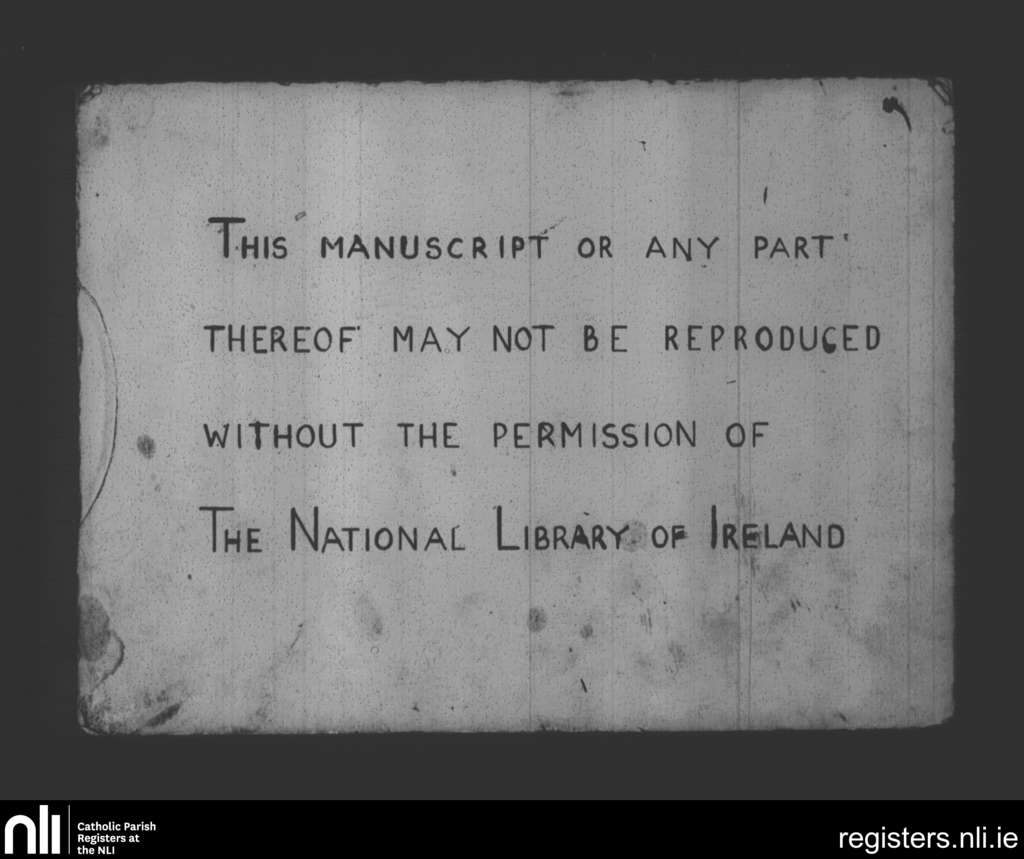 THIS MANUSCRIPT OR ANY PART
THEREOF MAY NOT BE REPRODUCED
WITHOUT THE PERMISSION OF
THE NATIONAL LIBRARY OF IRELAND
nli
Catholic Parish
Registers at
the NLI
registers.nli.ie